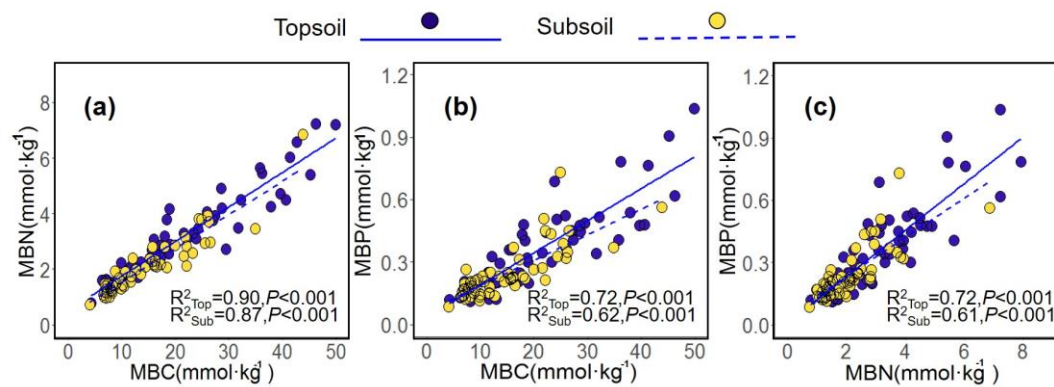 Topsoil Subsoil
(a)
MBN(mmol·kg⁻¹)
8
6
4
2
0
R²Top=0.90,P<0.001
R²Sub=0.87,P<0.001
0 10 20 30 40 50
MBC(mmol·kg⁻¹)
(b)
MBP(mmol·kg⁻¹)
1.2
0.9
0.6
0.3
0.0
R²Top=0.72,P<0.001
R²Sub=0.62,P<0.001
0 10 20 30 40 50
MBC(mmol·kg⁻¹)
(c)
MBP(mmol·kg⁻¹)
1.2
0.9
0.6
0.3
0.0
R²Top=0.72,P<0.001
R²Sub=0.61,P<0.001
0 2 4 6 8
MBN(mmol·kg⁻¹)